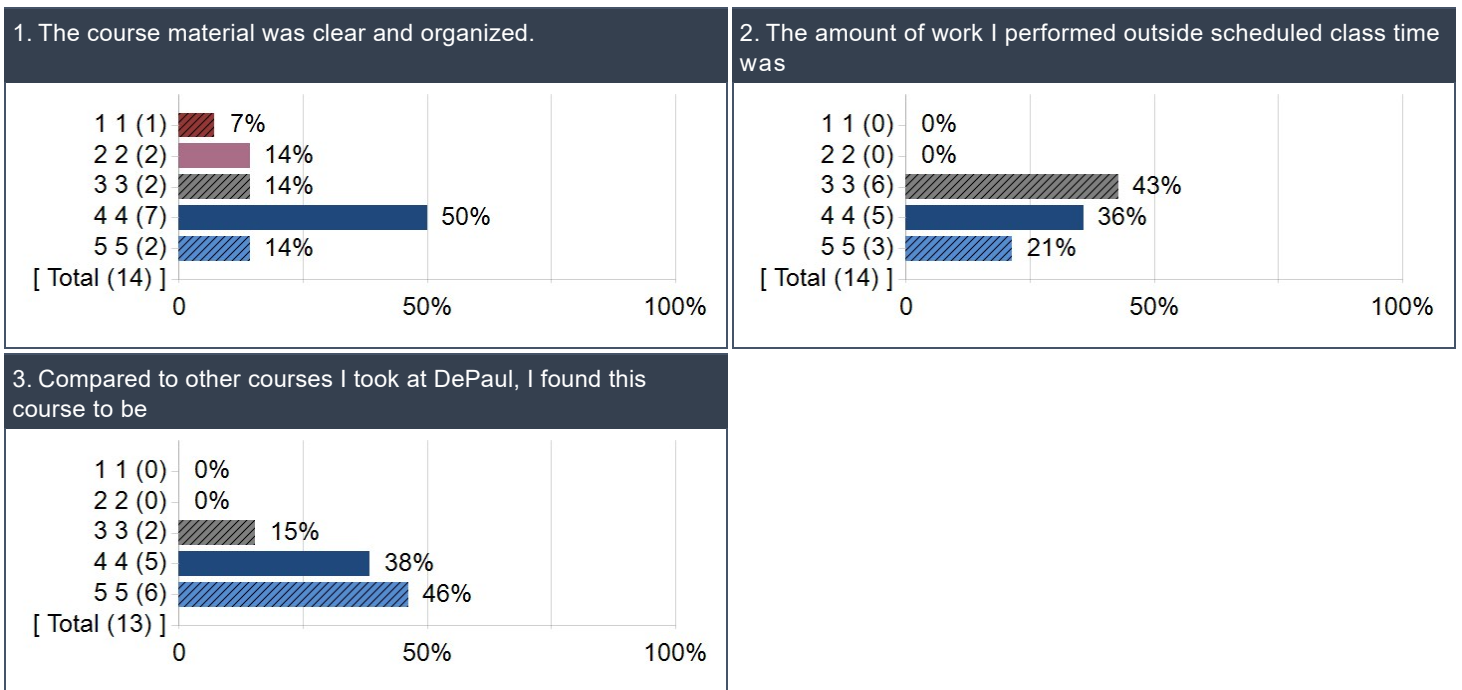 1. The course material was clear and organized.
1 1 (1) 7%
2 2 (2) 14%
3 3 (2) 14%
4 4 (7) 50%
5 5 (2) 14%
[ Total (14) ]
0 50% 100%
2. The amount of work I performed outside scheduled class time
was
1 1 (0) 0%
2 2 (0) 0%
3 3 (6) 43%
4 4 (5) 36%
5 5 (3) 21%
[ Total (14) ]
0 50% 100%
3. Compared to other courses I took at DePaul, I found this
course to be
1 1 (0) 0%
2 2 (0) 0%
3 3 (2) 15%
4 4 (5) 38%
5 5 (6) 46%
[ Total (13) ]
0 50% 100%